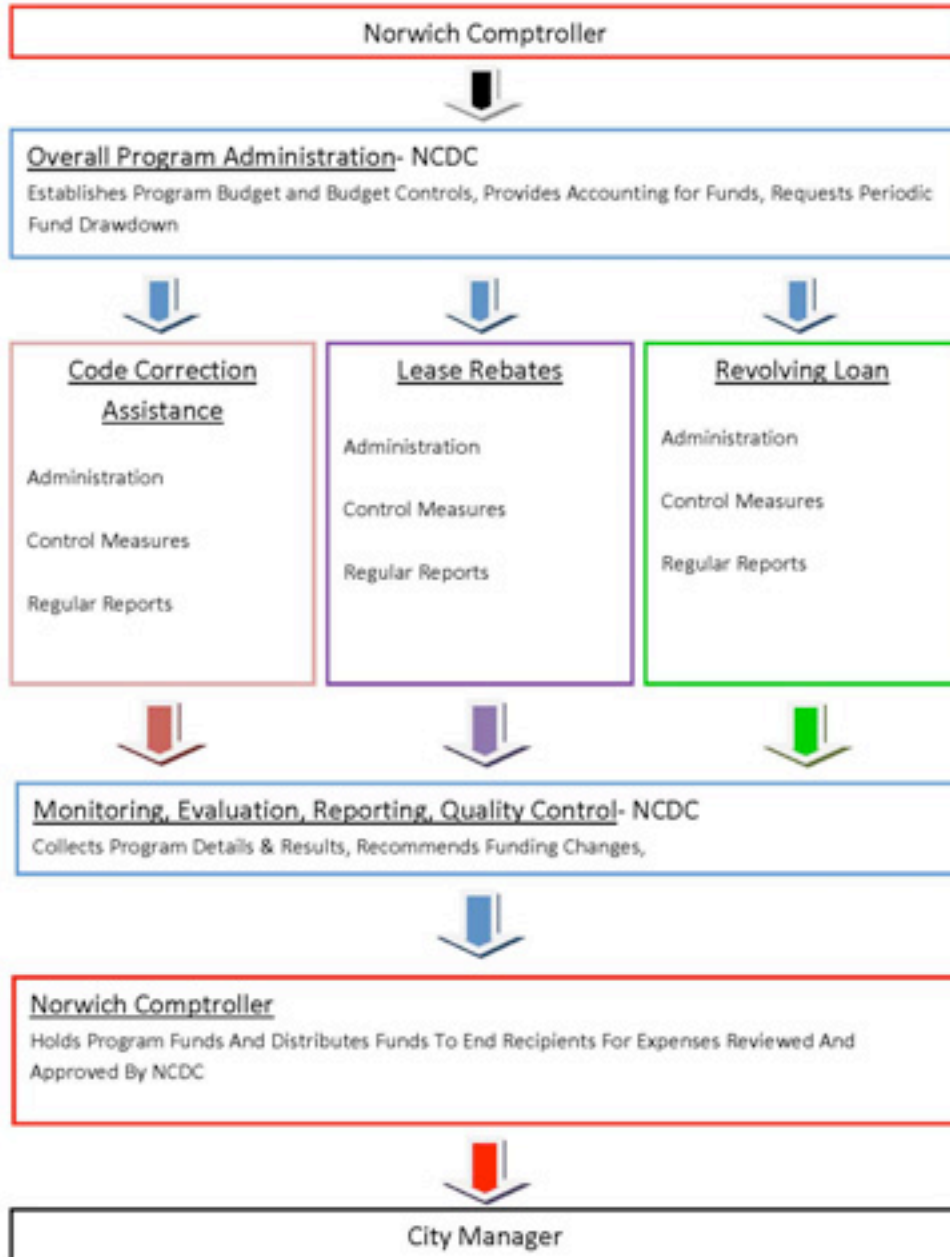 Norwich Comptroller
Overall Program Administration- NCDC
Establishes Program Budget and Budget Controls, Provides Accounting for Funds, Requests Periodic
Fund Drawdown
Code Correction
Assistance
Administration
Control Measures
Regular Reports
Lease Rebates
Administration
Control Measures
Regular Reports
Revolving Loan
Administration
Control Measures
Regular Reports
Monitoring, Evaluation, Reporting, Quality Control- NCDC
Collects Program Details & Results, Recommends Funding Changes,
Norwich Comptroller
Holds Program Funds And Distributes Funds To End Recipients For Expenses Reviewed And
Approved By NCDC
City Manager